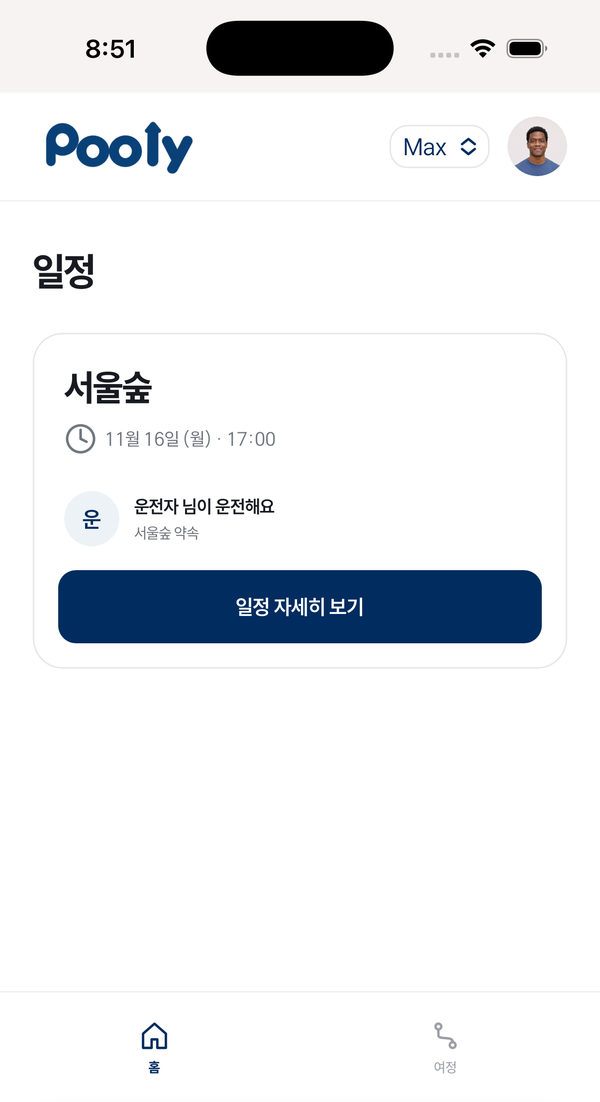 8:51
Pooly
Max
일정
서울숲
11월 16일 (월) · 17:00
운
운전자 님이 운전해요
서울숲 약속
일정 자세히 보기
홈
여정